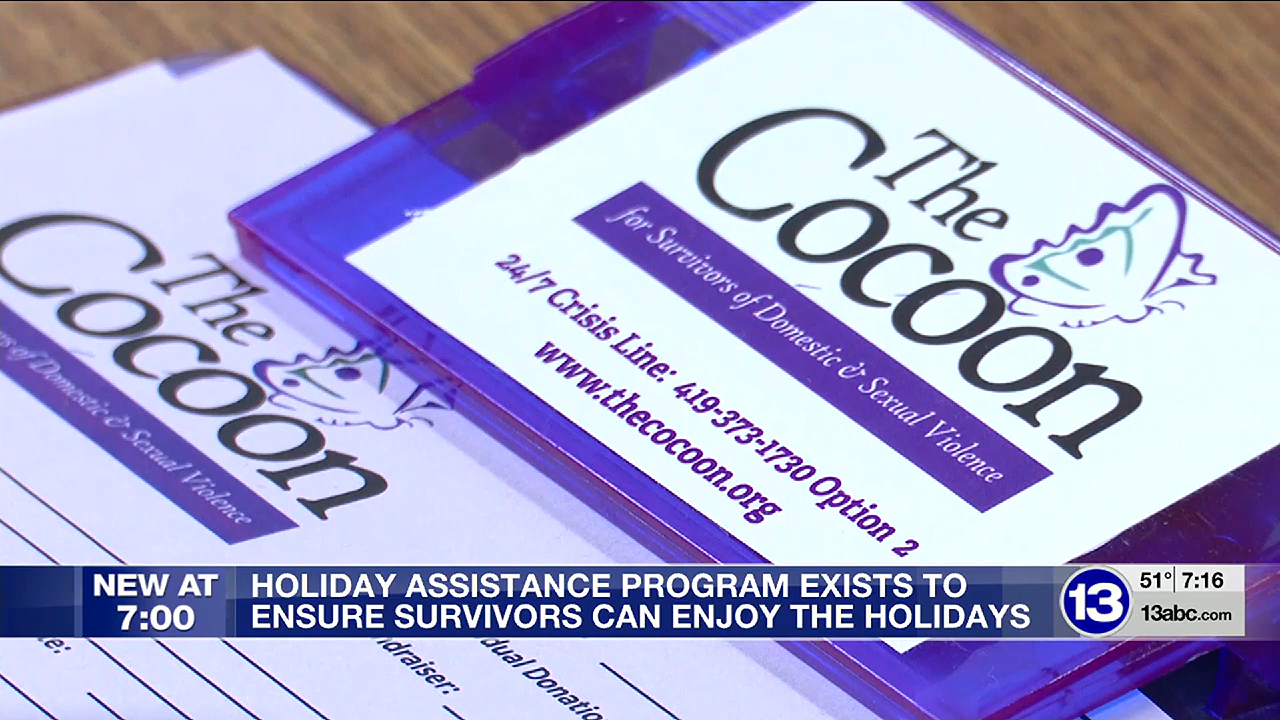 The
Cocoon
for Survivors of Domestic & Sexual Violence
24/7 Crisis Line: 419-373-1730 Option 2
www.thecocoon.org
The
Cocoon
of Domestic & Sexual Violence
NEW AT
7:00
HOLIDAY ASSISTANCE PROGRAM EXISTS TO
ENSURE SURVIVORS CAN ENJOY THE HOLIDAYS
13
51° 7:16
13abc.com